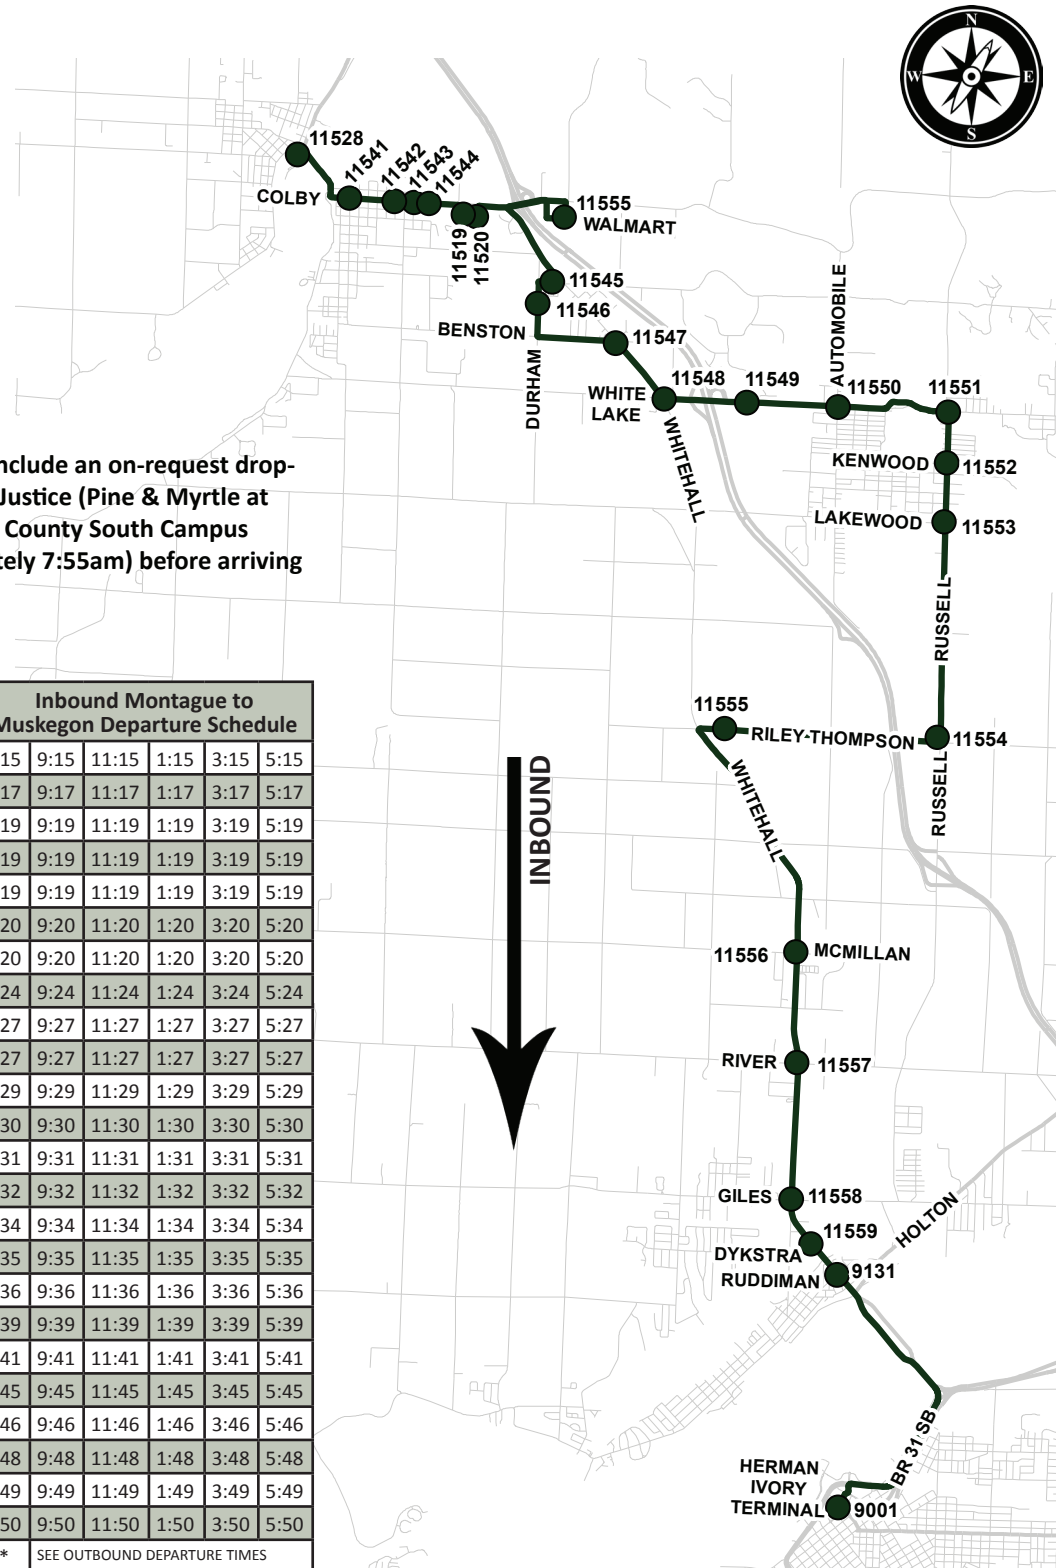 N
W
E
S
11528
11541
11542
11543
11544
COLBY
11555
WALMART
11519
11520
11545
11546
BENSTON
11547
DURHAM
AUTOMOBILE
WHITE
LAKE
11548
11549
11550
11551
WHITEHALL
KENWOOD
11552
LAKEWOOD
11553
nclude an on-request drop-
Justice (Pine & Myrtle at
County South Campus
tely 7:55am) before arriving
RUSSELL
11555
RILEY-THOMPSON
11554
WHITEHALL
RUSSELL
INBOUND
11556
MCMILLAN
RIVER
11557
GILES
11558
11559
DYKSTRA
HOLTON
RUDDIMAN
9131
BR 31 SB
HERMAN
IVORY
TERMINAL
9001
Inbound Montague to
Muskegon Departure Schedule
15 9:15 11:15 1:15 3:15 5:15
17 9:17 11:17 1:17 3:17 5:17
19 9:19 11:19 1:19 3:19 5:19
19 9:19 11:19 1:19 3:19 5:19
19 9:19 11:19 1:19 3:19 5:19
20 9:20 11:20 1:20 3:20 5:20
20 9:20 11:20 1:20 3:20 5:20
24 9:24 11:24 1:24 3:24 5:24
27 9:27 11:27 1:27 3:27 5:27
27 9:27 11:27 1:27 3:27 5:27
29 9:29 11:29 1:29 3:29 5:29
30 9:30 11:30 1:30 3:30 5:30
31 9:31 11:31 1:31 3:31 5:31
32 9:32 11:32 1:32 3:32 5:32
34 9:34 11:34 1:34 3:34 5:34
35 9:35 11:35 1:35 3:35 5:35
36 9:36 11:36 1:36 3:36 5:36
39 9:39 11:39 1:39 3:39 5:39
41 9:41 11:41 1:41 3:41 5:41
45 9:45 11:45 1:45 3:45 5:45
46 9:46 11:46 1:46 3:46 5:46
48 9:48 11:48 1:48 3:48 5:48
49 9:49 11:49 1:49 3:49 5:49
50 9:50 11:50 1:50 3:50 5:50
* SEE OUTBOUND DEPARTURE TIMES